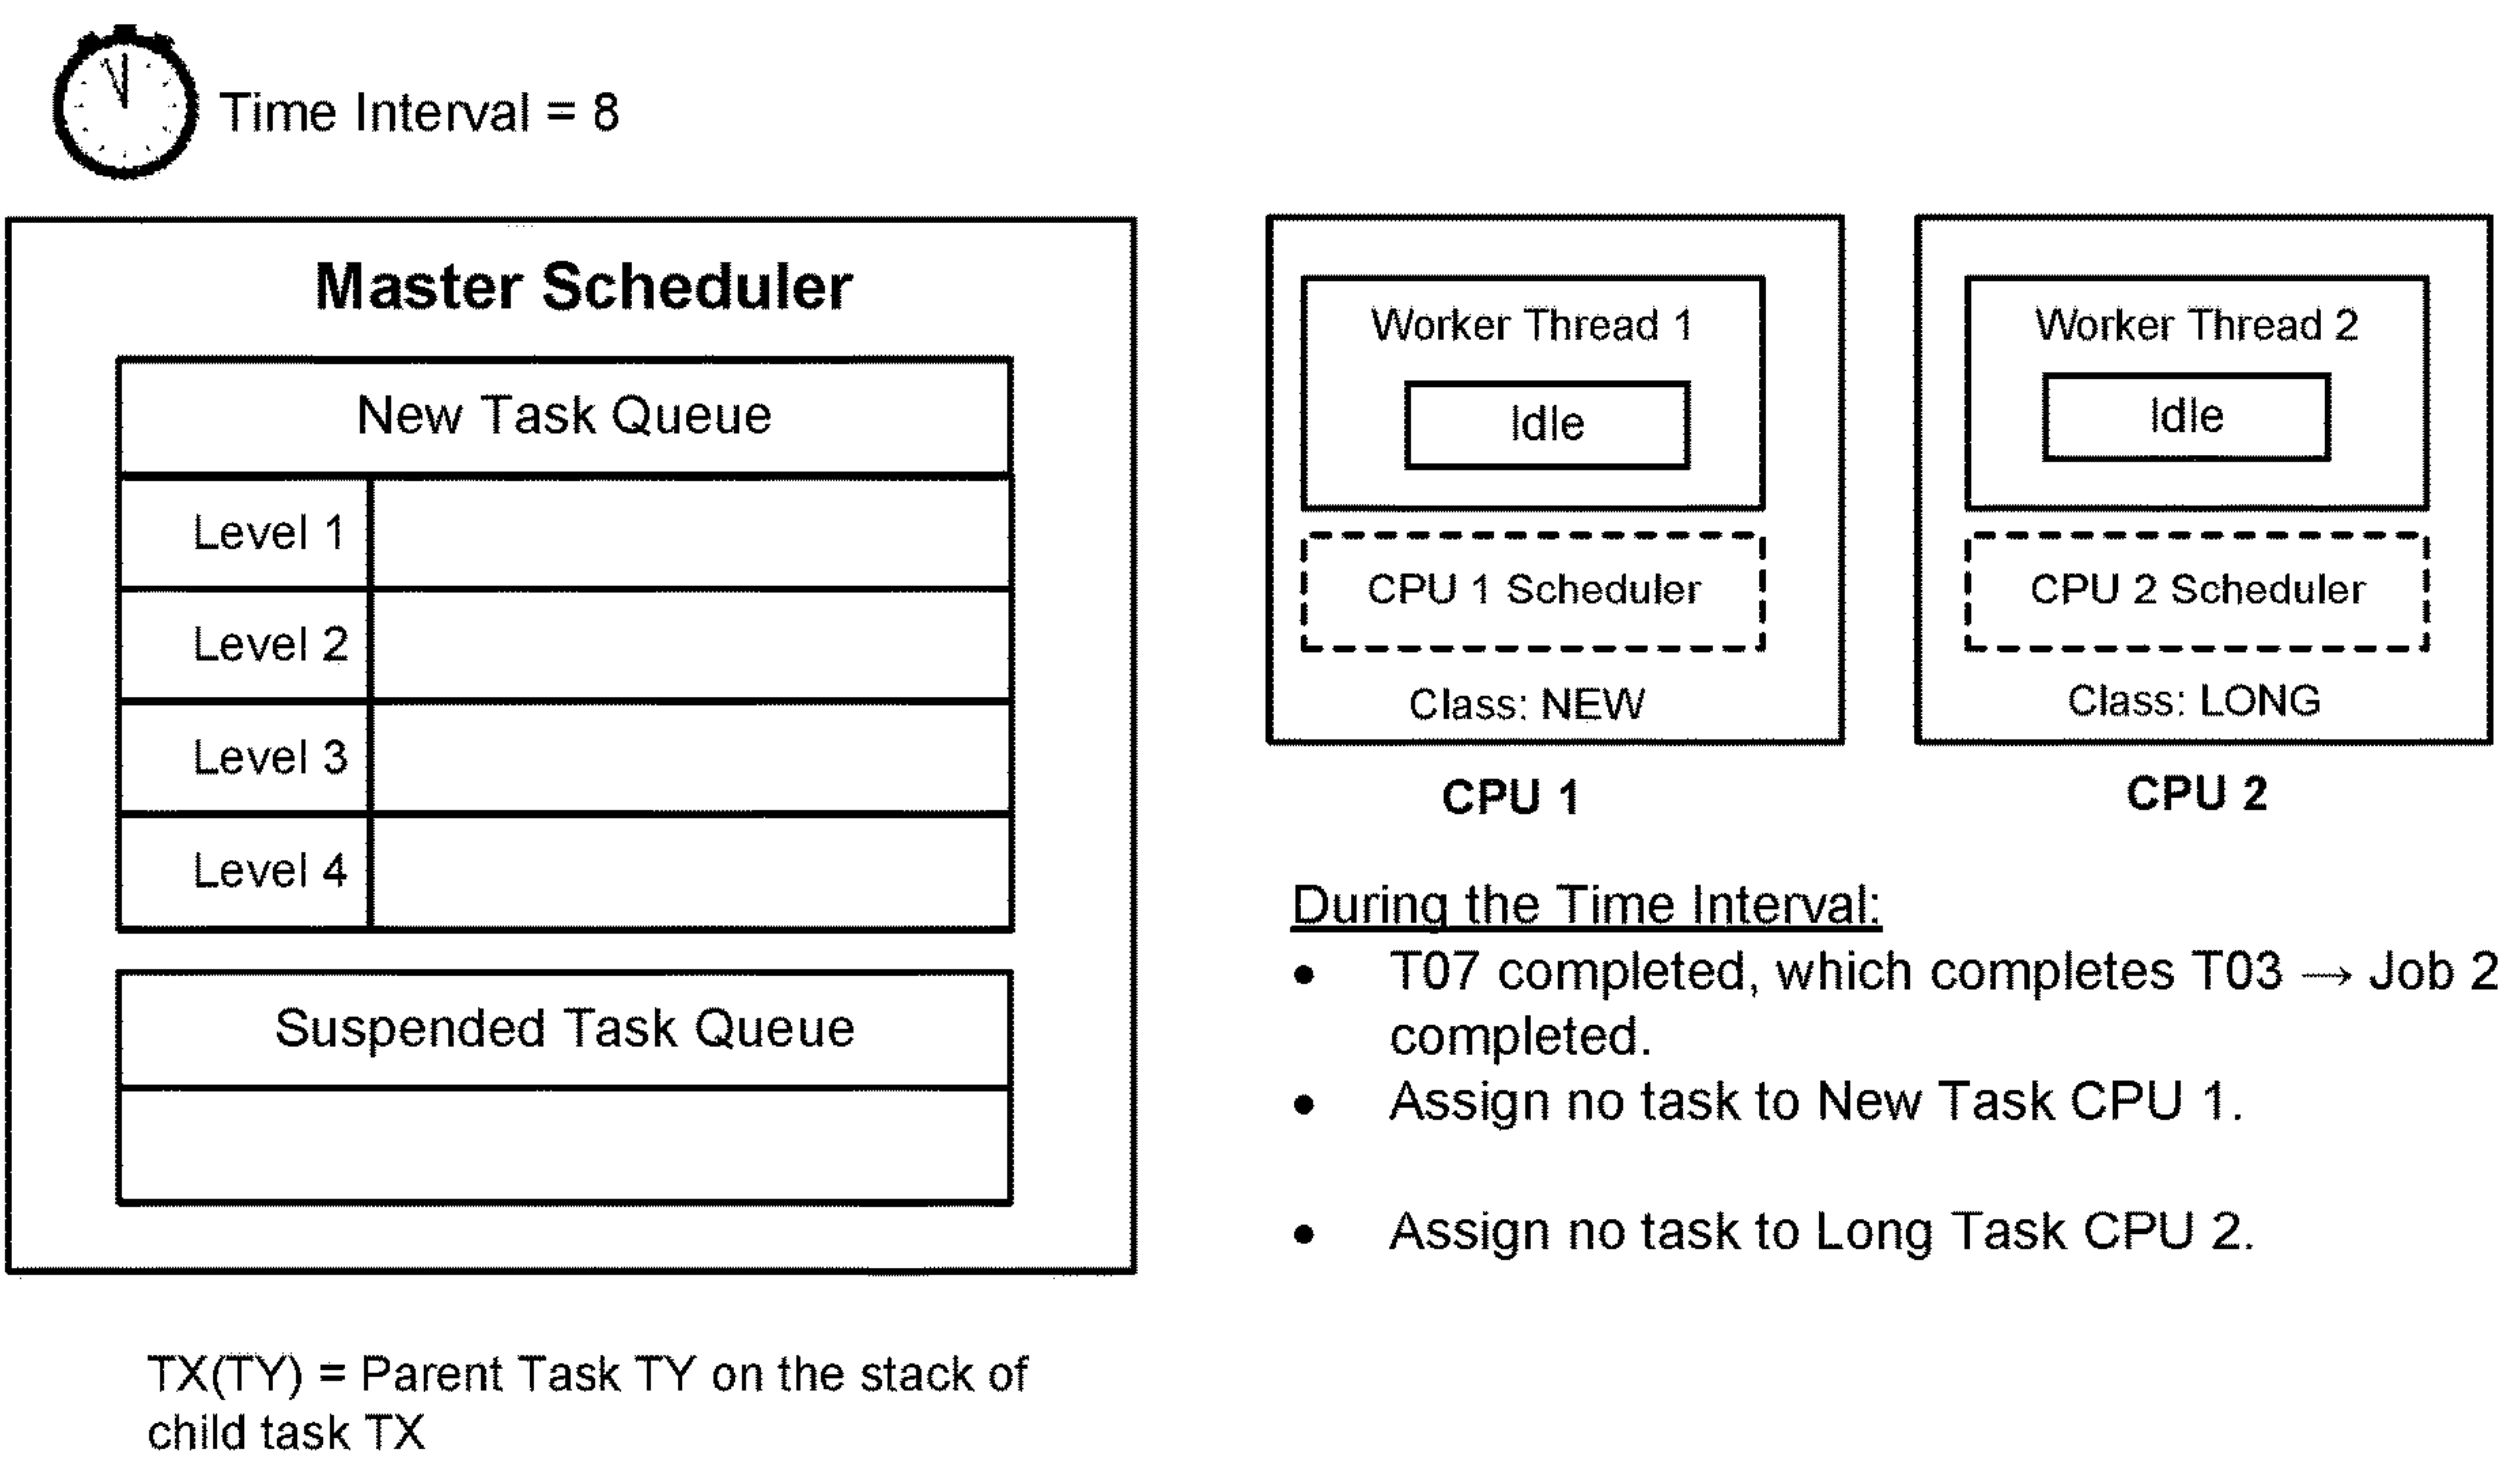 Time Interval = 8
Master Scheduler
New Task Queue
Level 1
Level 2
Level 3
Level 4
Suspended Task Queue
TX(TY) = Parent Task TY on the stack of
child task TX
Worker Thread 1
Idle
CPU 1 Scheduler
Class: NEW
CPU 1
Worker Thread 2
Idle
CPU 2 Scheduler
Class: LONG
CPU 2
During the Time Interval:
• T07 completed, which completes T03 → Job 2
completed.
• Assign no task to New Task CPU 1.
• Assign no task to Long Task CPU 2.